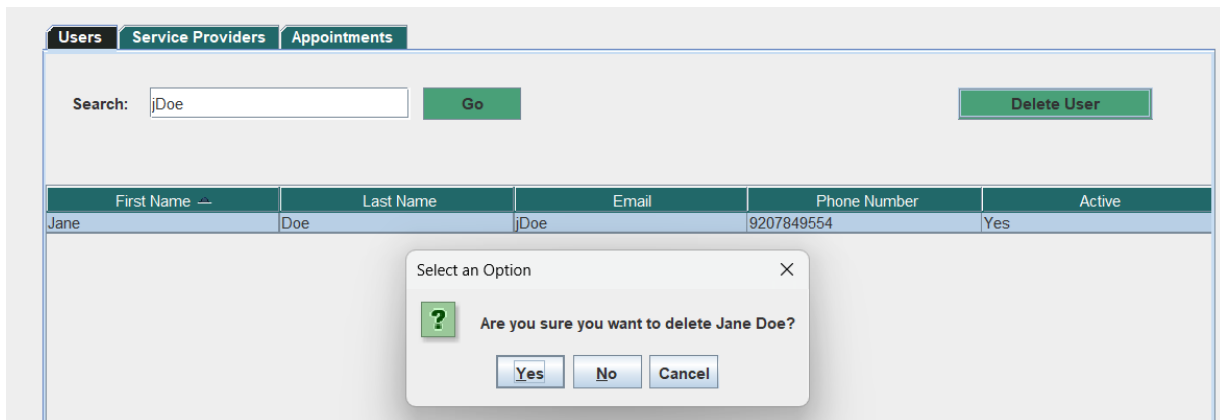 Users Service Providers Appointments
Search: jDoe Go Delete User
First Name Last Name Email Phone Number Active
Jane Doe jDoe 9207849554 Yes
Select an Option
? Are you sure you want to delete Jane Doe?
Yes No Cancel